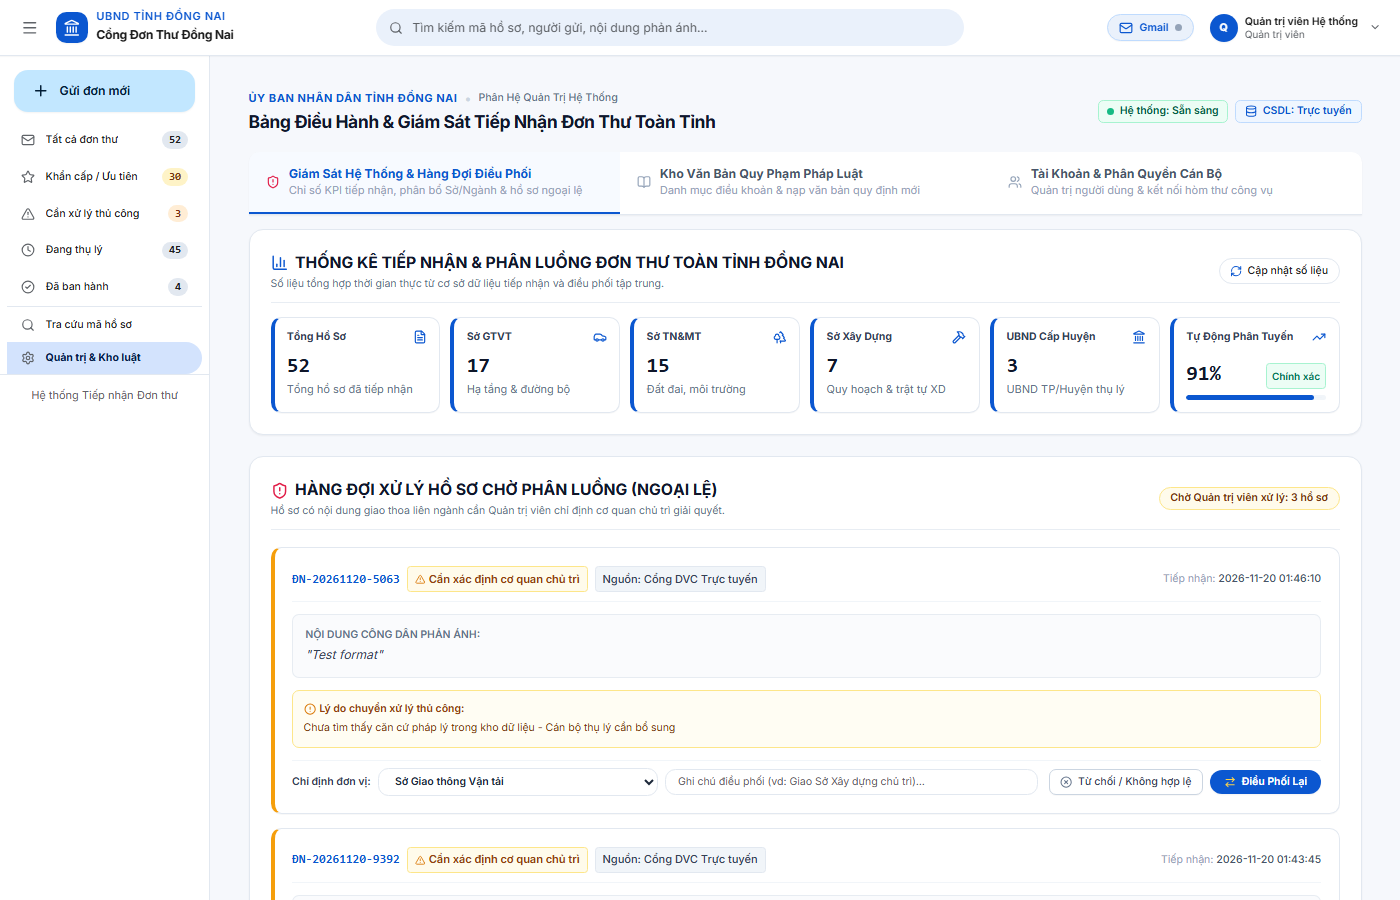 UBND TỈNH ĐỒNG NAI
Cổng Đơn Thư Đồng Nai
Tìm kiếm mã hồ sơ, người gửi, nội dung phản ánh...
Gmail
Q
Quản trị viên Hệ thống
Quản trị viên
Gửi đơn mới
Tất cả đơn thư 52
Khẩn cấp / Ưu tiên 30
Cần xử lý thủ công 3
Đang thụ lý 45
Đã ban hành 4
Tra cứu mã hồ sơ
Quản trị & Kho luật
Hệ thống Tiếp nhận Đơn thư
ỦY BAN NHÂN DÂN TỈNH ĐỒNG NAI
Phân Hệ Quản Trị Hệ Thống
Bảng Điều Hành & Giám Sát Tiếp Nhận Đơn Thư Toàn Tỉnh
Hệ thống: Sẵn sàng
CSDL: Trực tuyến
Giám Sát Hệ Thống & Hàng Đợi Điều Phối
Chỉ số KPI tiếp nhận, phân bổ Sở/Ngành & hồ sơ ngoại lệ
Kho Văn Bản Quy Phạm Pháp Luật
Danh mục điều khoản & nạp văn bản quy định mới
Tài Khoản & Phân Quyền Cán Bộ
Quản trị người dùng & kết nối hòm thư công vụ
THỐNG KÊ TIẾP NHẬN & PHÂN LUỒNG ĐƠN THƯ TOÀN TỈNH ĐỒNG NAI
Số liệu tổng hợp thời gian thực từ cơ sở dữ liệu tiếp nhận và điều phối tập trung.
Cập nhật số liệu
Tổng Hồ Sơ
52
Tổng hồ sơ đã tiếp nhận
Sở GTVT
17
Hạ tầng & đường bộ
Sở TN&MT
15
Đất đai, môi trường
Sở Xây Dựng
7
Quy hoạch & trật tự XD
UBND Cấp Huyện
3
UBND TP/Huyện thụ lý
Tự Động Phân Tuyến
91%
Chính xác
HÀNG ĐỢI XỬ LÝ HỒ SƠ CHỜ PHÂN LUỒNG (NGOẠI LỆ)
Hồ sơ có nội dung giao thoa liên ngành cần Quản trị viên chỉ định cơ quan chủ trì giải quyết.
Chờ Quản trị viên xử lý: 3 hồ sơ
ĐN-20261120-5063
Cần xác định cơ quan chủ trì
Nguồn: Cổng DVC Trực tuyến
Tiếp nhận: 2026-11-20 01:46:10
NỘI DUNG CÔNG DÂN PHẢN ÁNH:
"Test format"
Lý do chuyển xử lý thủ công:
Chưa tìm thấy căn cứ pháp lý trong kho dữ liệu - Cán bộ thụ lý cần bổ sung
Chỉ định đơn vị:
Sở Giao thông Vận tải
Ghi chú điều phối (vd: Giao Sở Xây dựng chủ trì)...
Từ chối / Không hợp lệ
Điều Phối Lại
ĐN-20261120-9392
Cần xác định cơ quan chủ trì
Nguồn: Cổng DVC Trực tuyến
Tiếp nhận: 2026-11-20 01:43:45